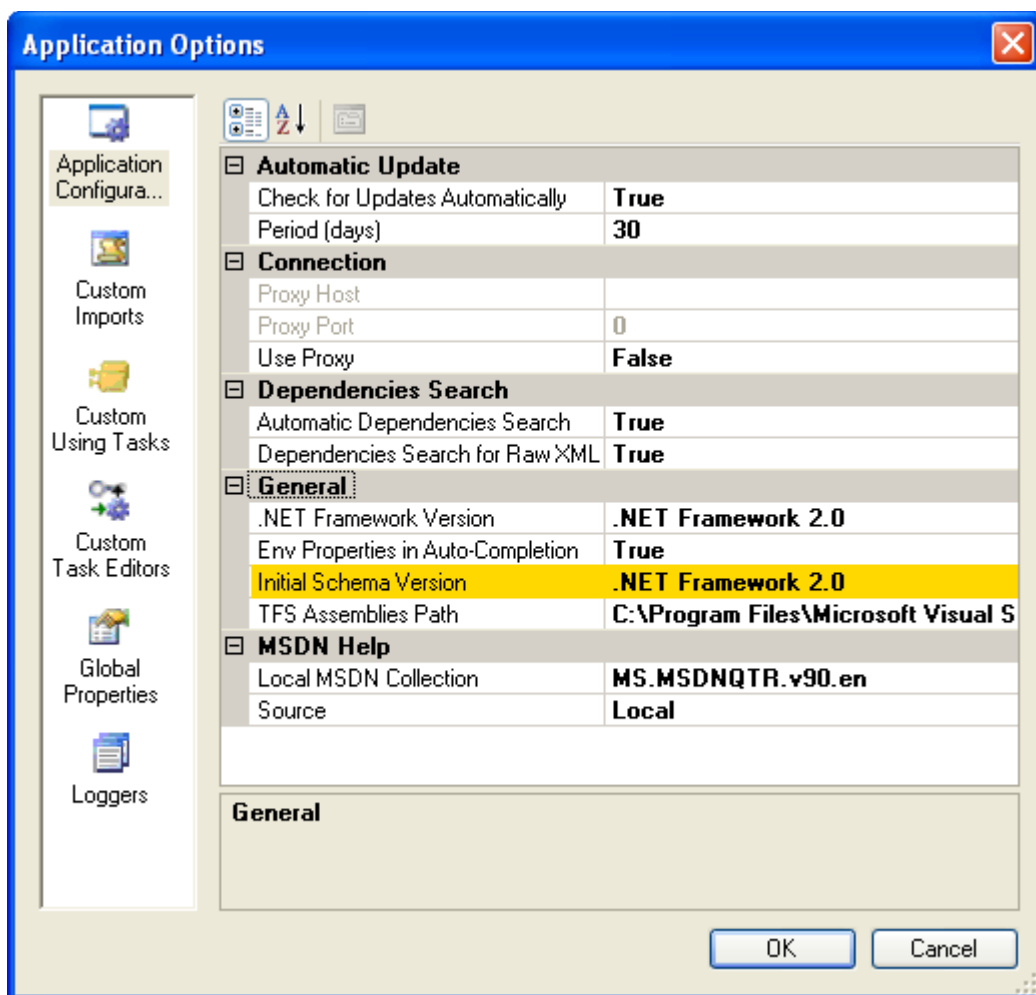 Application Options
Application
Configura...
Custom
Imports
Custom
Using Tasks
Custom
Task Editors
Global
Properties
Loggers
Automatic Update
Check for Updates Automatically True
Period (days) 30
Connection
Proxy Host
Proxy Port 0
Use Proxy False
Dependencies Search
Automatic Dependencies Search True
Dependencies Search for Raw XML True
General
.NET Framework Version .NET Framework 2.0
Env Properties in Auto-Completion True
Initial Schema Version .NET Framework 2.0
TFS Assemblies Path C:\Program Files\Microsoft Visual S
MSDN Help
Local MSDN Collection MS.MSDNQTR.v90.en
Source Local
General
OK Cancel